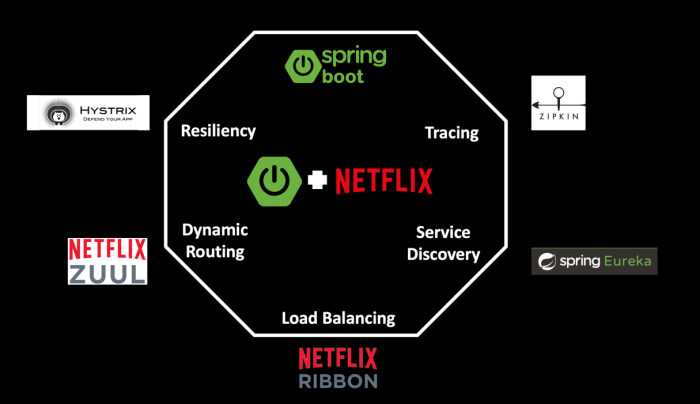 spring
boot
HYSTRIX
DEFEND YOUR APP
ZIPKIN
Resiliency
Tracing
NETFLIX
Dynamic
Routing
Service
Discovery
NETFLIX
ZUUL
spring Eureka
Load Balancing
NETFLIX
RIBBON